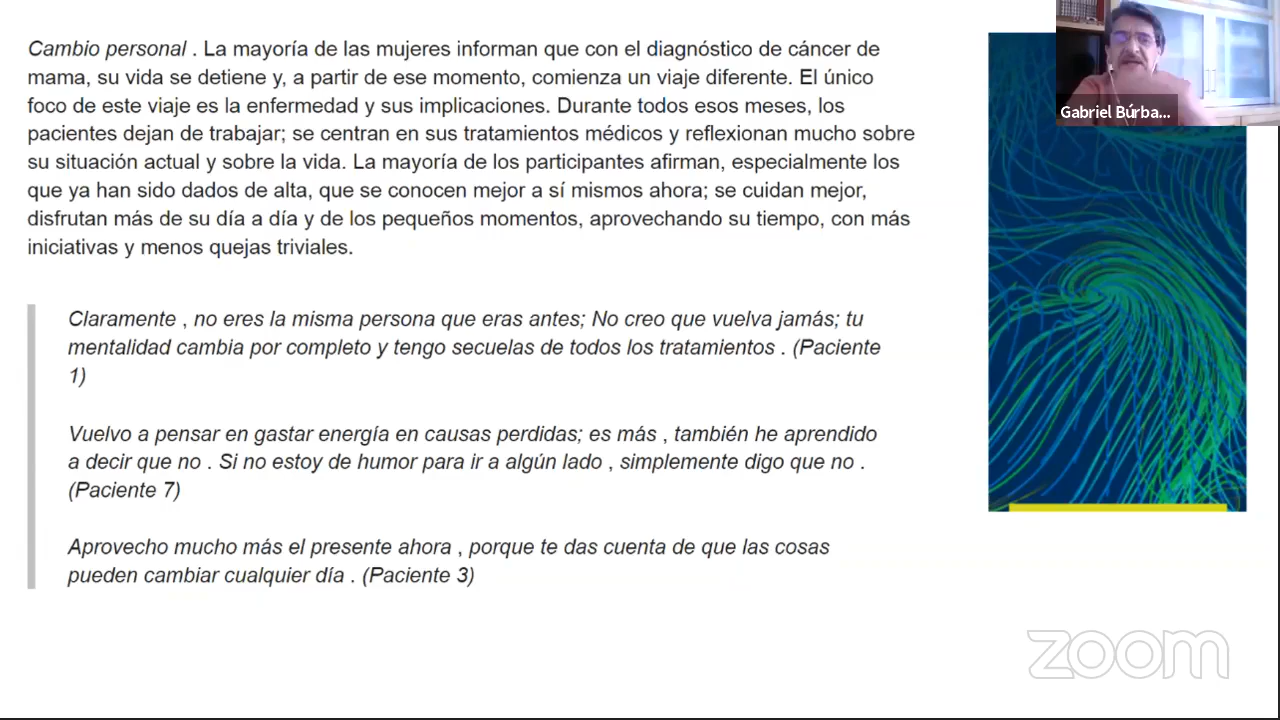 Cambio personal . La mayoría de las mujeres informan que con el diagnóstico de cáncer de
mama, su vida se detiene y, a partir de ese momento, comienza un viaje diferente. El único
foco de este viaje es la enfermedad y sus implicaciones. Durante todos esos meses, los
pacientes dejan de trabajar; se centran en sus tratamientos médicos y reflexionan mucho sobre
su situación actual y sobre la vida. La mayoría de los participantes afirman, especialmente los
que ya han sido dados de alta, que se conocen mejor a sí mismos ahora; se cuidan mejor,
disfrutan más de su día a día y de los pequeños momentos, aprovechando su tiempo, con más
iniciativas y menos quejas triviales.
Claramente , no eres la misma persona que eras antes; No creo que vuelva jamás; tu
mentalidad cambia por completo y tengo secuelas de todos los tratamientos . (Paciente
1)
Vuelvo a pensar en gastar energía en causas perdidas; es más , también he aprendido
a decir que no . Si no estoy de humor para ir a algún lado , simplemente digo que no .
(Paciente 7)
Aprovecho mucho más el presente ahora , porque te das cuenta de que las cosas
pueden cambiar cualquier día . (Paciente 3)
Gabriel Búrba...
zoom